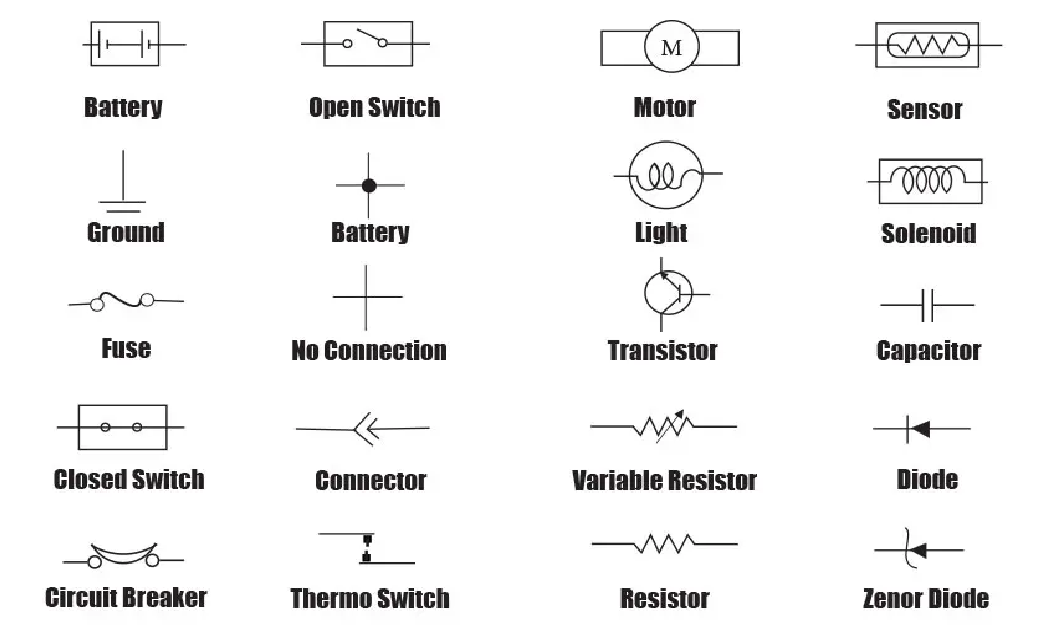 Battery
Open Switch
M
Motor
Sensor
Ground
Battery
Light
Solenoid
Fuse
No Connection
Transistor
Capacitor
Closed Switch
Connector
Variable Resistor
Diode
Circuit Breaker
Thermo Switch
Resistor
Zenor Diode